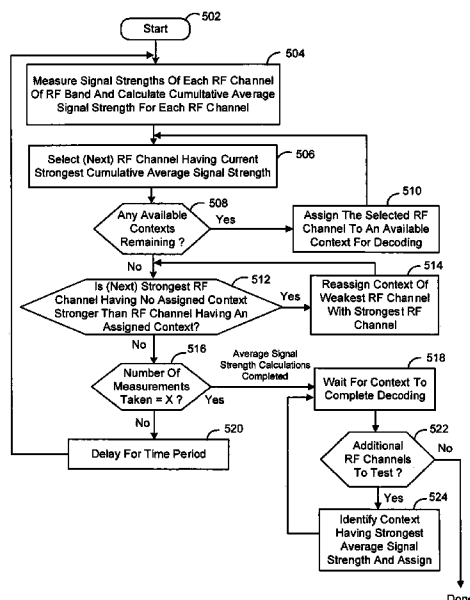 502
Start
504
Measure Signal Strengths Of Each RF Channel
Of RF Band And Calculate Cumultative Average
Signal Strength For Each RF Channel
506
Select (Next) RF Channel Having Current
Strongest Cumulative Average Signal Strength
508
Any Available
Contexts
Remaining ?
Yes
No
510
Assign The Selected RF
Channel To An Available
Context For Decoding
512
Is (Next) Strongest RF
Channel Having No Assigned Context
Stronger Than RF Channel Having An
Assigned Context?
Yes
No
514
Reassign Context Of
Weakest RF Channel
With Strongest RF
Channel
516
Number Of
Measurements
Taken = X ?
Yes
No
Average Signal
Strength Calculations
Completed
518
Wait For Context To
Complete Decoding
520
Delay For Time Period
522
Additional
RF Channels
To Test ?
No
Yes
524
Identify Context
Having Strongest
Average Signal
Strength And Assign
Done